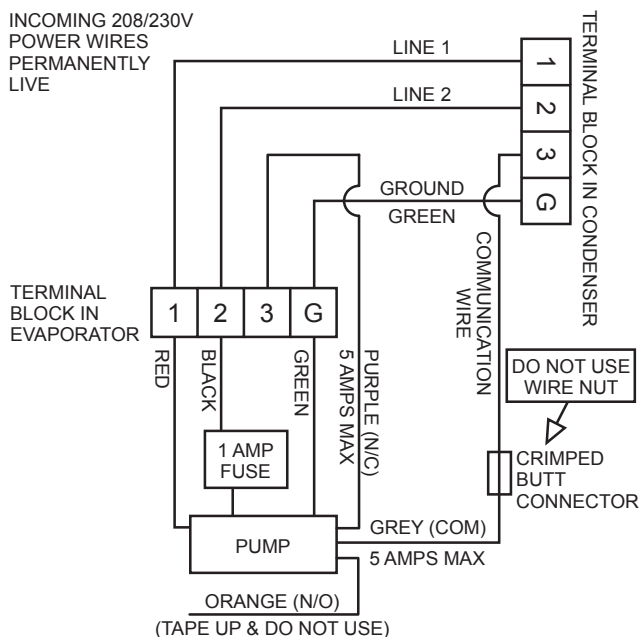 INCOMING 208/230V
POWER WIRES
PERMANENTLY
LIVE
LINE 1
LINE 2
1
2
3
G
TERMINAL BLOCK IN CONDENSER
GROUND
GREEN
COMMUNICATION
WIRE
TERMINAL
BLOCK IN
EVAPORATOR
1
2
3
G
RED
BLACK
GREEN
PURPLE (N/C)
5 AMPS MAX
DO NOT USE
WIRE NUT
1 AMP
FUSE
CRIMPED
BUTT
CONNECTOR
PUMP
GREY (COM)
5 AMPS MAX
ORANGE (N/O)
(TAPE UP & DO NOT USE)